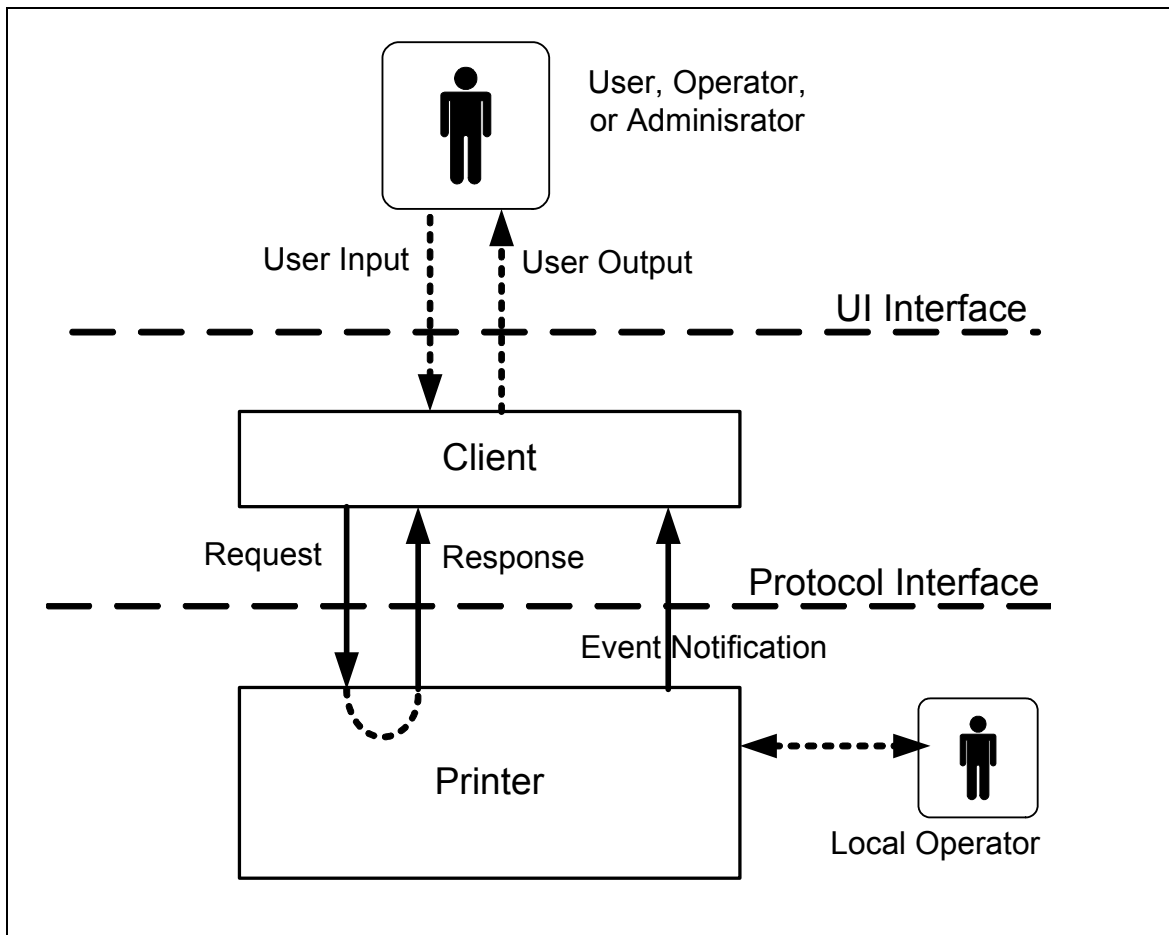 User, Operator,
or Adminisrator
User Input
User Output
UI Interface
Client
Request
Response
Protocol Interface
Event Notification
Printer
Local Operator